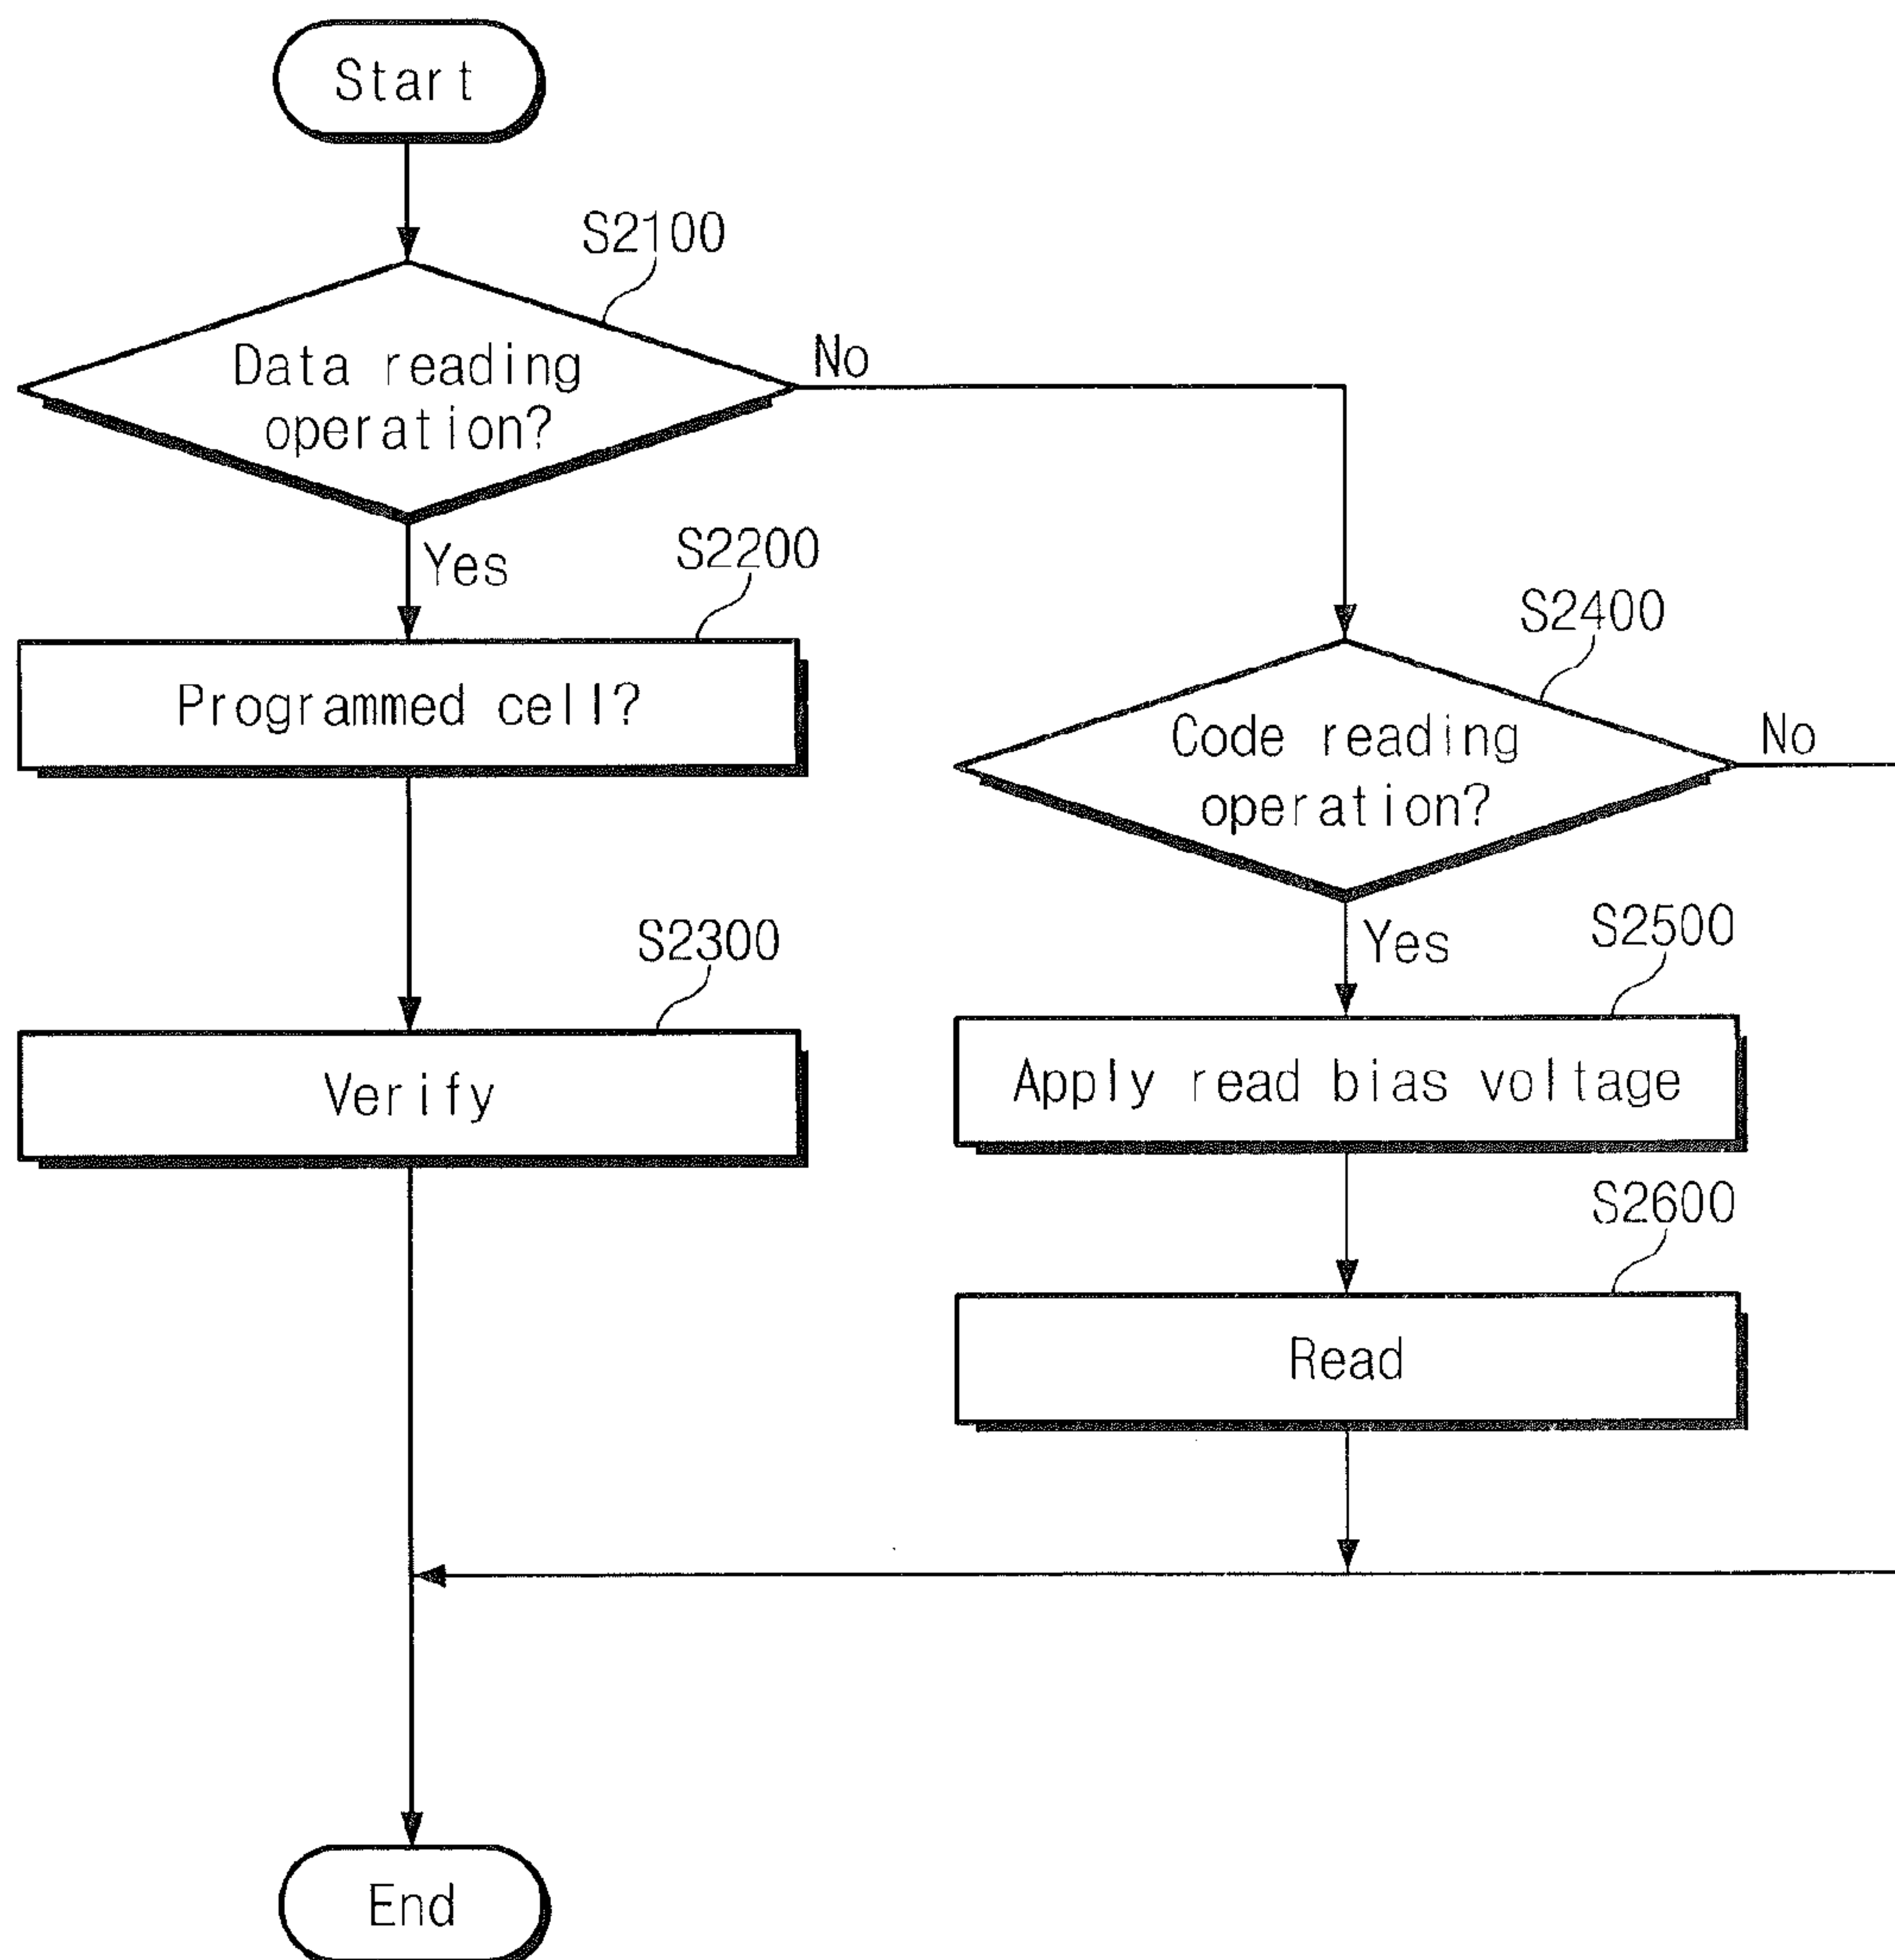 Start
S2100
Data reading
operation?
No
Yes
S2200
Programmed cell?
S2400
Code reading
operation?
No
S2300
Verify
Yes
S2500
Apply read bias voltage
S2600
Read
End